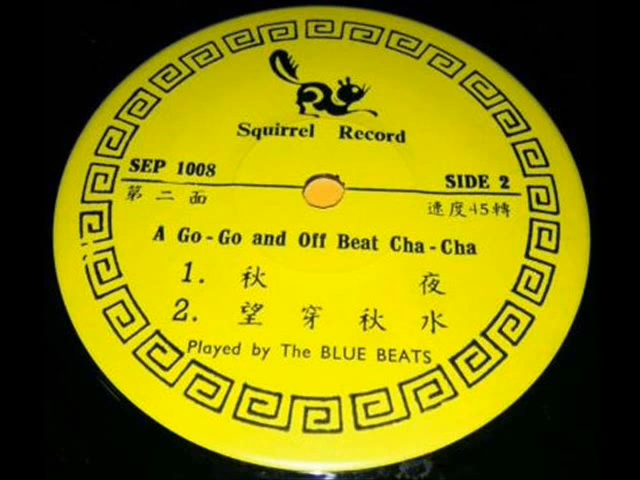 Squirrel Record
SEP 1008 SIDE 2
第二面 速度45轉
A Go-Go and Off Beat Cha-Cha
1. 秋夜
2. 望穿秋水
Played by The BLUE BEATS